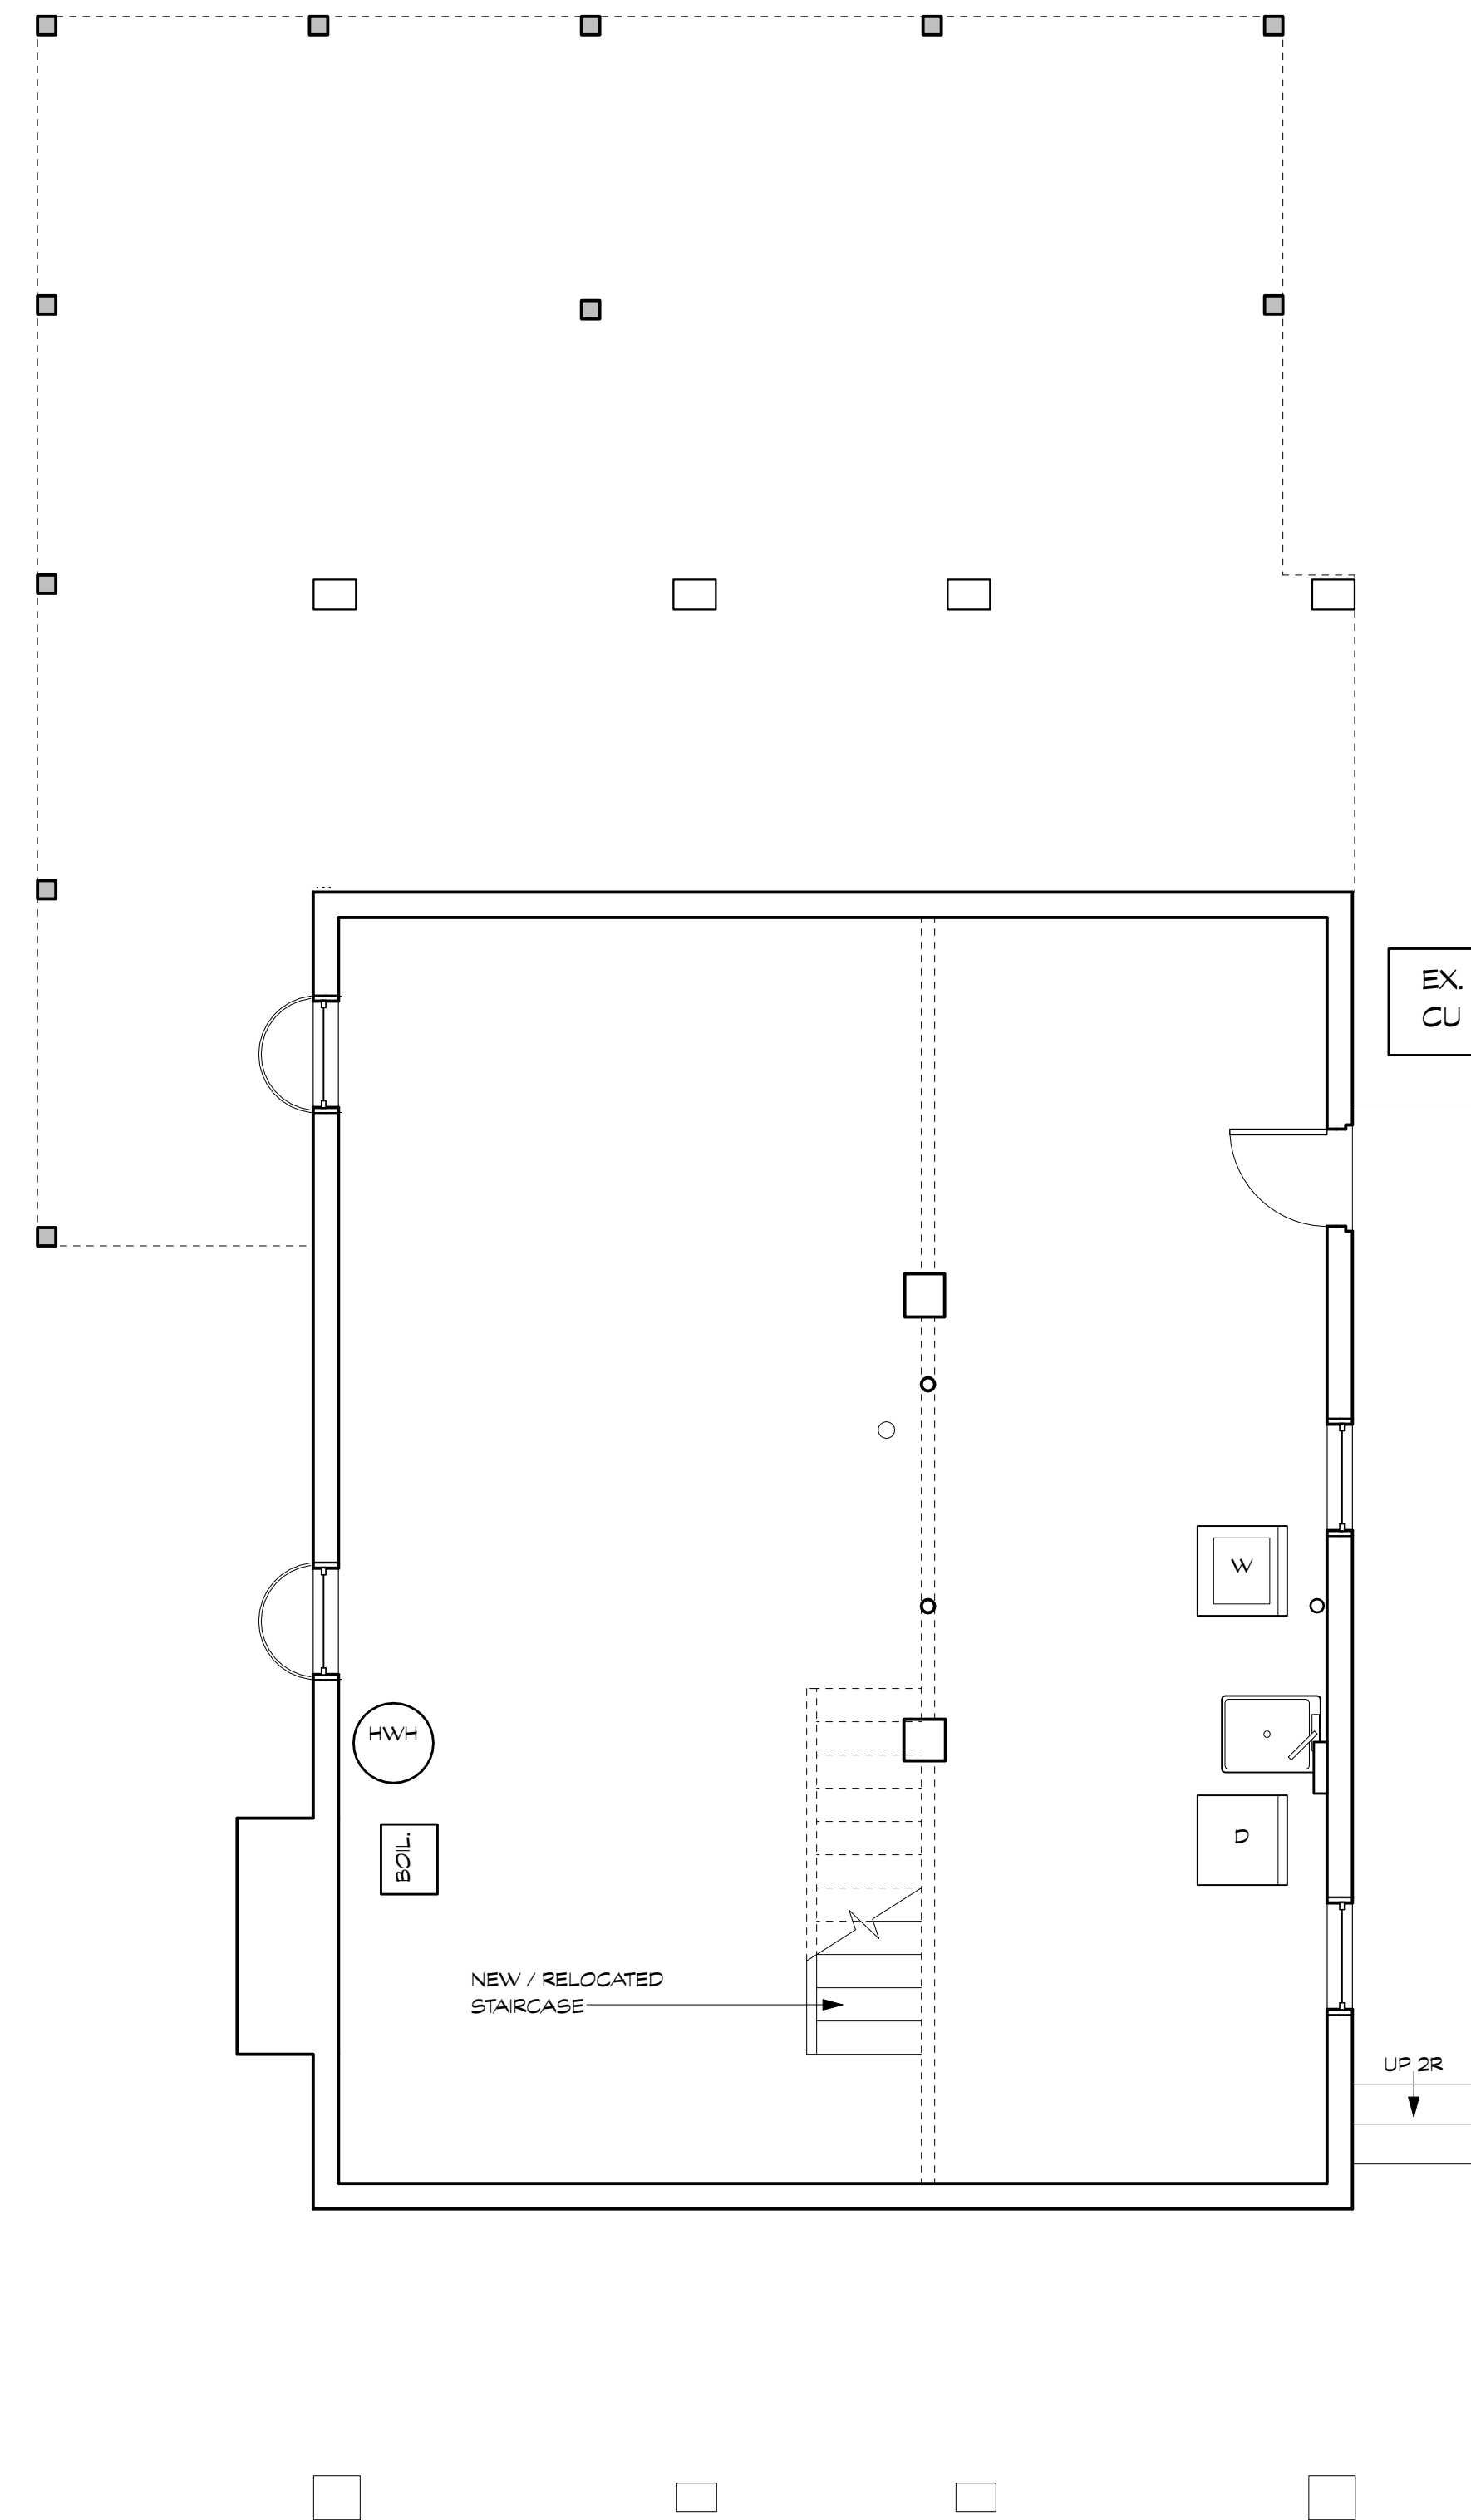 EX.
CU
W
HWH
D
BOIL.
NEW / RELOCATED
STAIRCASE
UP 2R